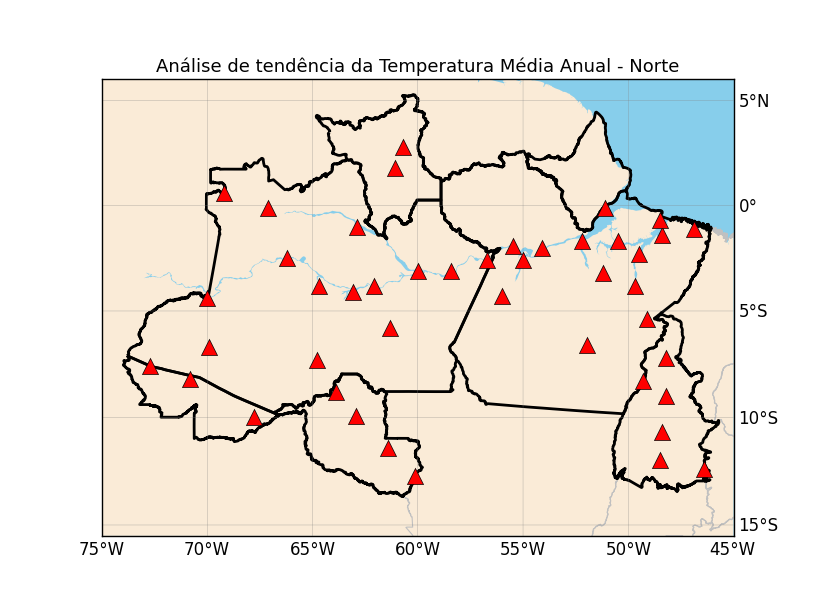 Análise de tendência da Temperatura Média Anual - Norte
5°N
0°
5°S
10°S
15°S
75°W 70°W 65°W 60°W 55°W 50°W 45°W